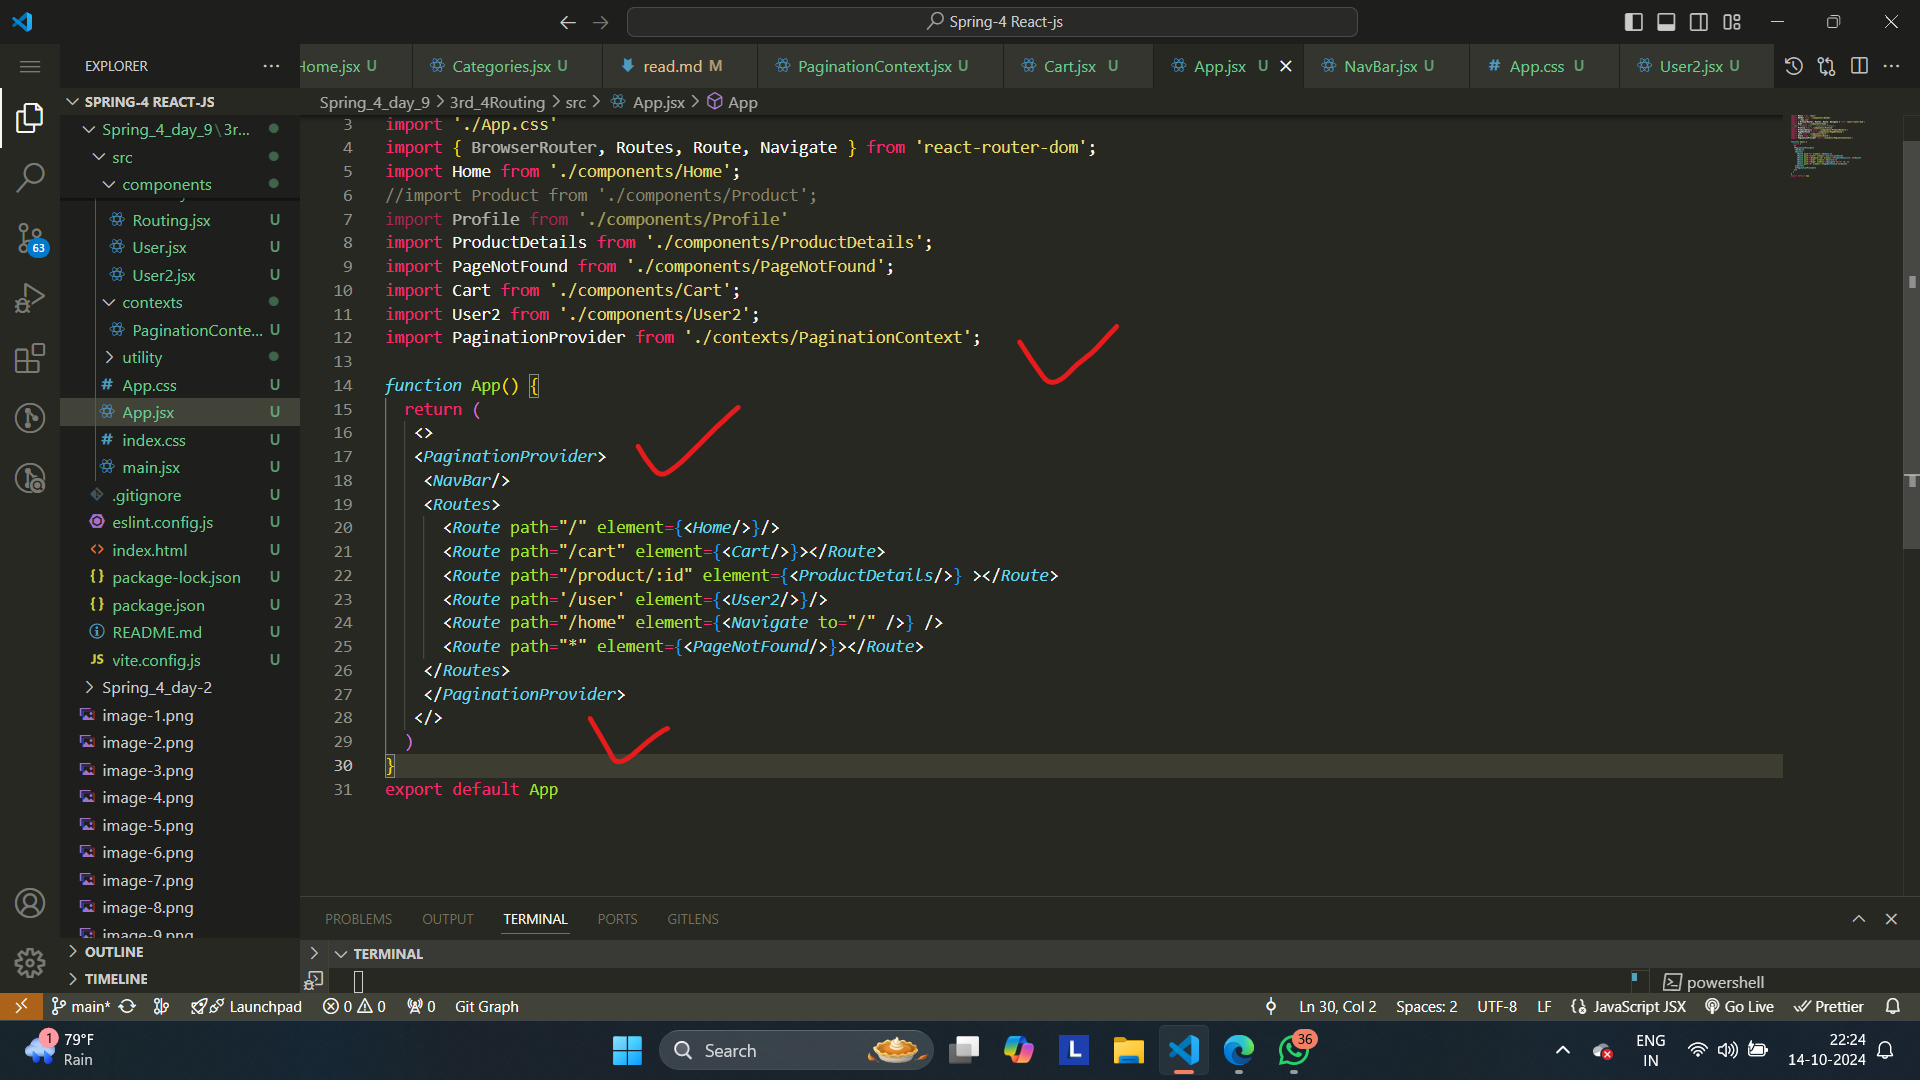 Spring-4 React-js
EXPLORER
SPRING-4 REACT-JS
Spring_4_day_9\3r...
src
components
Routing.jsx U
User.jsx U
User2.jsx U
contexts
PaginationConte... U
utility
App.css U
App.jsx U
index.css U
main.jsx U
.gitignore U
eslint.config.js U
index.html U
package-lock.json U
package.json U
README.md U
vite.config.js U
Spring_4_day-2
image-1.png
image-2.png
image-3.png
image-4.png
image-5.png
image-6.png
image-7.png
image-8.png
image-9.png
OUTLINE
TIMELINE
63
Home.jsx U
Categories.jsx U
read.md M
PaginationContext.jsx U
Cart.jsx U
App.jsx U
NavBar.jsx U
App.css U
User2.jsx U
Spring_4_day_9 > 3rd_4Routing > src > App.jsx > App
3 import './App.css'
4 import { BrowserRouter, Routes, Route, Navigate } from 'react-router-dom';
5 import Home from './components/Home';
6 //import Product from './components/Product';
7 import Profile from './components/Profile'
8 import ProductDetails from './components/ProductDetails';
9 import PageNotFound from './components/PageNotFound';
10 import Cart from './components/Cart';
11 import User2 from './components/User2';
12 import PaginationProvider from './contexts/PaginationContext';
13
14 function App() {
15 return (
16 <>
17 <PaginationProvider>
18 <NavBar/>
19 <Routes>
20 <Route path="/" element={<Home/>}/>
21 <Route path="/cart" element={<Cart/>}></Route>
22 <Route path="/product/:id" element={<ProductDetails/>} ></Route>
23 <Route path='/user' element={<User2/>}/>
24 <Route path="/home" element={<Navigate to="/" />} />
25 <Route path="*" element={<PageNotFound/>}></Route>
26 </Routes>
27 </PaginationProvider>
28 </>
29 )
30 }
31 export default App
PROBLEMS OUTPUT TERMINAL PORTS GITLENS
TERMINAL
powershell
main* Launchpad 0 0 0 Git Graph
Ln 30, Col 2 Spaces: 2 UTF-8 LF JavaScript JSX Go Live Prettier
1
79°F
Rain
Search
L
36
ENG
IN
22:24
14-10-2024